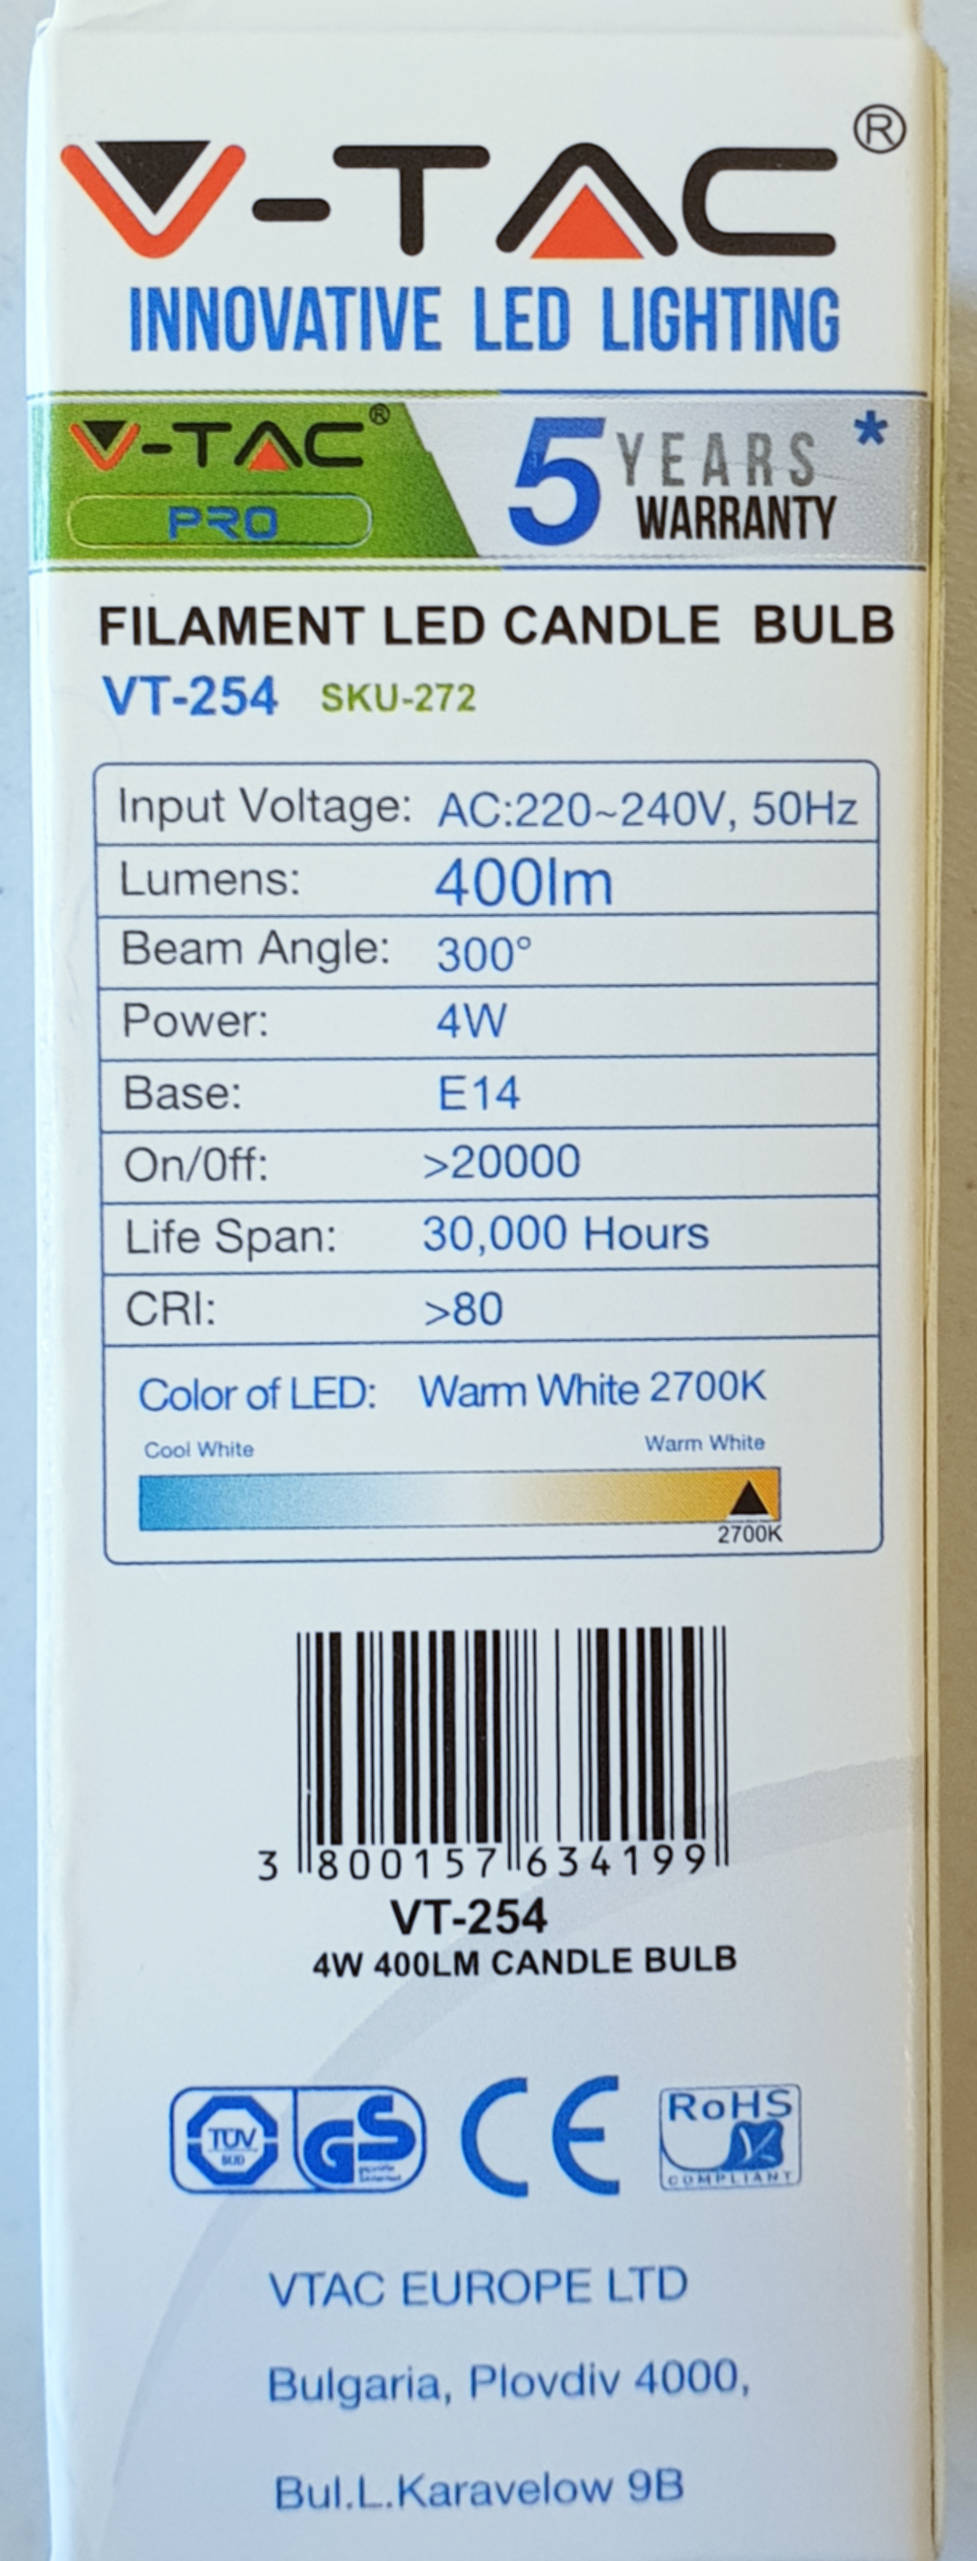 V-TAC®
INNOVATIVE LED LIGHTING
V-TAC® 5 YEARS *
PRO WARRANTY
FILAMENT LED CANDLE BULB
VT-254 SKU-272
Input Voltage: AC:220~240V, 50Hz
Lumens: 400lm
Beam Angle: 300°
Power: 4W
Base: E14
On/Off: >20000
Life Span: 30,000 Hours
CRI: >80
Color of LED: Warm White 2700K
Cool White Warm White
2700K
3 800157 634199
VT-254
4W 400LM CANDLE BULB
TÜV GS CE RoHS
SÜD
COMPLIANT
VTAC EUROPE LTD
Bulgaria, Plovdiv 4000,
Bul.L.Karavelow 9B